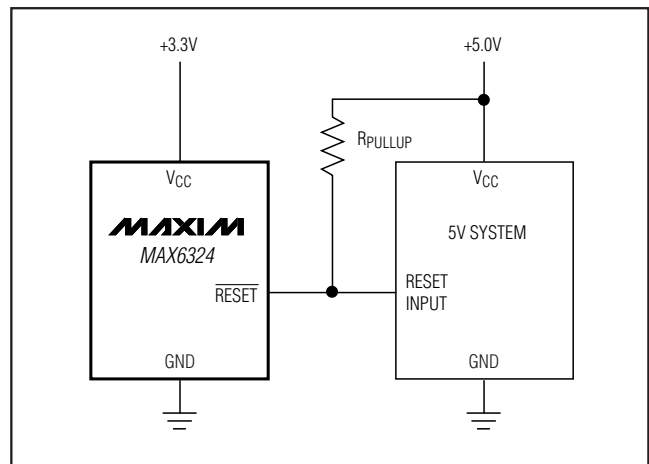 +3.3V
+5.0V
RPULLUP
VCC
VCC
MAXIM
MAX6324
5V SYSTEM
RESET
RESET
INPUT
GND
GND